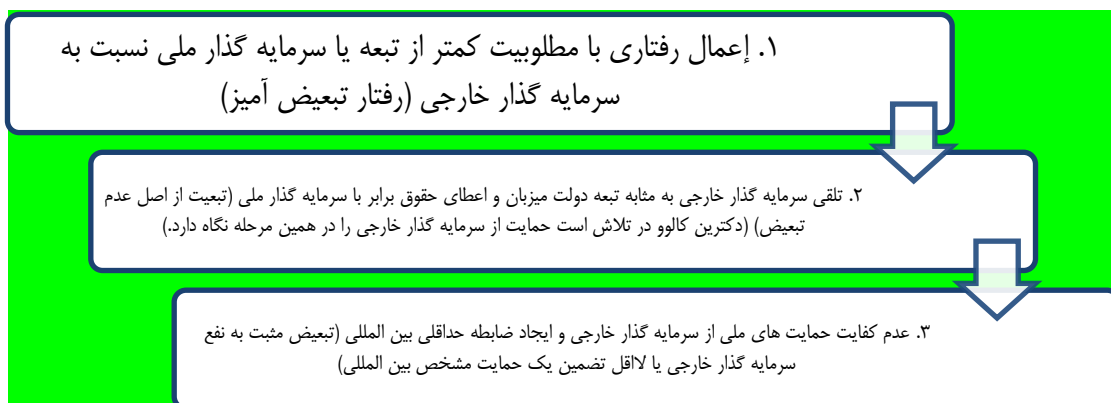 ۱. إعمال رفتاری با مطلوبیت کمتر از تبعه یا سرمایه گذار ملی نسبت به
سرمایه گذار خارجی (رفتار تبعیض آمیز)
۲. تلقی سرمایه گذار خارجی به مثابه تبعه دولت میزبان و اعطای حقوق برابر با سرمایه گذار ملی (تبعیت از اصل عدم
تبعیض) (دکترین کالوو در تلاش است حمایت از سرمایه گذار خارجی را در همین مرحله نگاه دارد.)
۳. عدم کفایت حمایت های ملی از سرمایه گذار خارجی و ایجاد ضابطه حداقلی بین المللی (تبعیض مثبت به نفع
سرمایه گذار خارجی یا لااقل تضمین یک حمایت مشخص بین المللی)